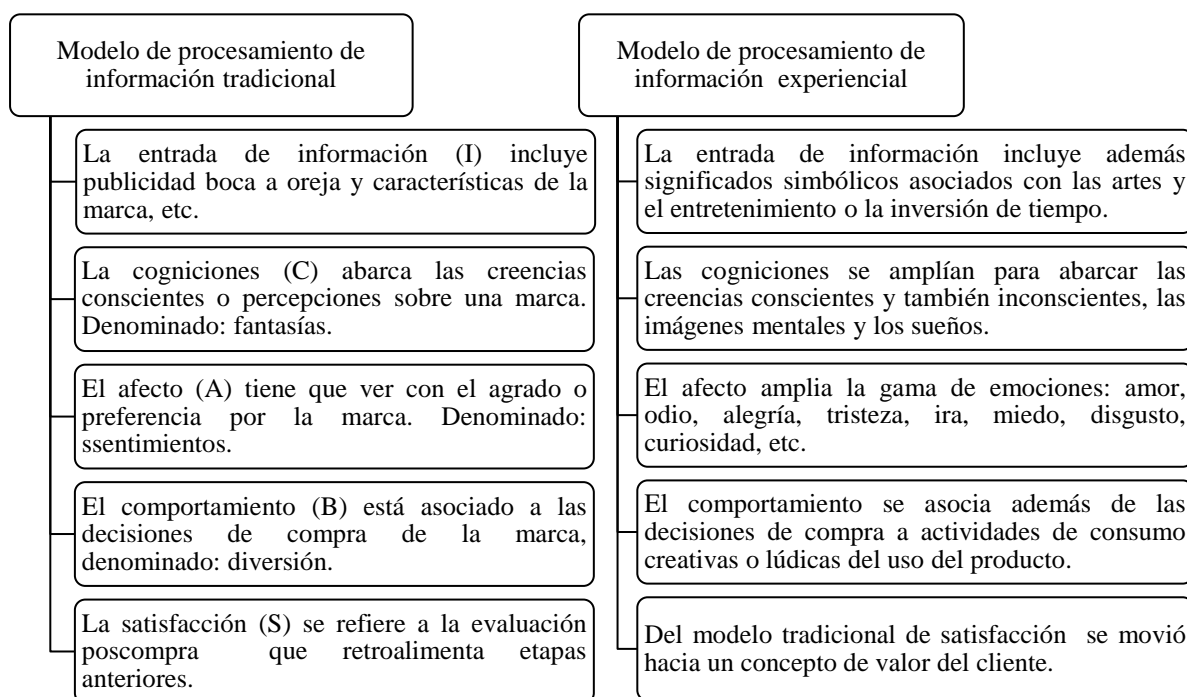 Modelo de procesamiento de
información tradicional
La entrada de información (I) incluye
publicidad boca a oreja y características de la
marca, etc.
La cogniciones (C) abarca las creencias
conscientes o percepciones sobre una marca.
Denominado: fantasías.
El afecto (A) tiene que ver con el agrado o
preferencia por la marca. Denominado:
ssentimientos.
El comportamiento (B) está asociado a las
decisiones de compra de la marca,
denominado: diversión.
La satisfacción (S) se refiere a la evaluación
poscompra que retroalimenta etapas
anteriores.
Modelo de procesamiento de
información experiencial
La entrada de información incluye además
significados simbólicos asociados con las artes y
el entretenimiento o la inversión de tiempo.
Las cogniciones se amplían para abarcar las
creencias conscientes y también inconscientes, las
imágenes mentales y los sueños.
El afecto amplia la gama de emociones: amor,
odio, alegría, tristeza, ira, miedo, disgusto,
curiosidad, etc.
El comportamiento se asocia además de las
decisiones de compra a actividades de consumo
creativas o lúdicas del uso del producto.
Del modelo tradicional de satisfacción se movió
hacia un concepto de valor del cliente.